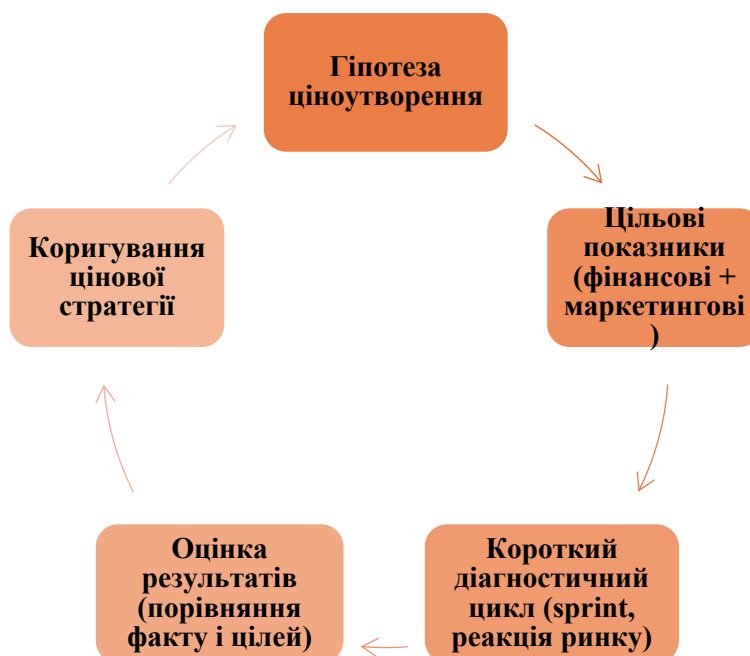 Гіпотеза
ціноутворення
Цільові
показники
(фінансові +
маркетингові
)
Короткий
діагностичний
цикл (sprint,
реакція ринку)
Оцінка
результатів
(порівняння
факту і цілей)
Коригування
цінової
стратегії